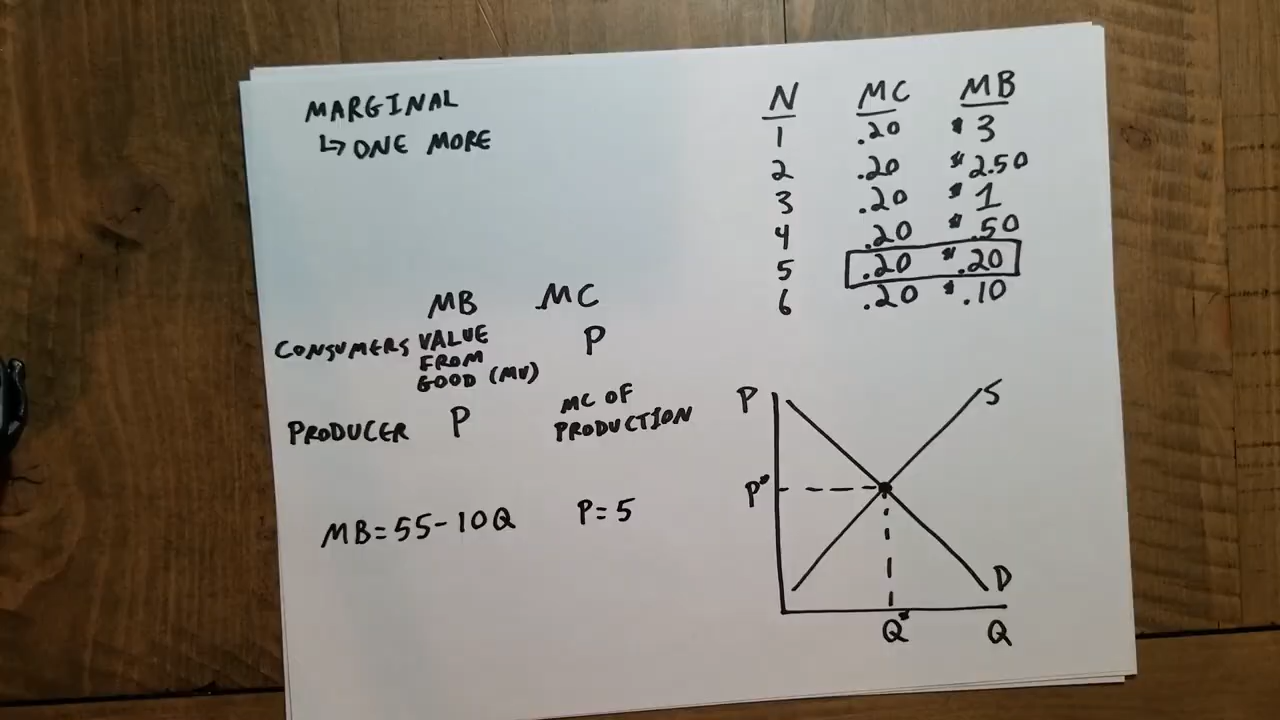 MARGINAL
↳ ONE MORE
N MC MB
1 .20 $3
2 .20 $2.50
3 .20 $1
4 .20 $.50
5 .20 $.20
6 .20 $.10
MB MC
CONSUMERS VALUE P
FROM
GOOD (MV)
PRODUCER P MC OF
PRODUCTION
MB=55-10Q P=5
P S
P*
D
Q* Q